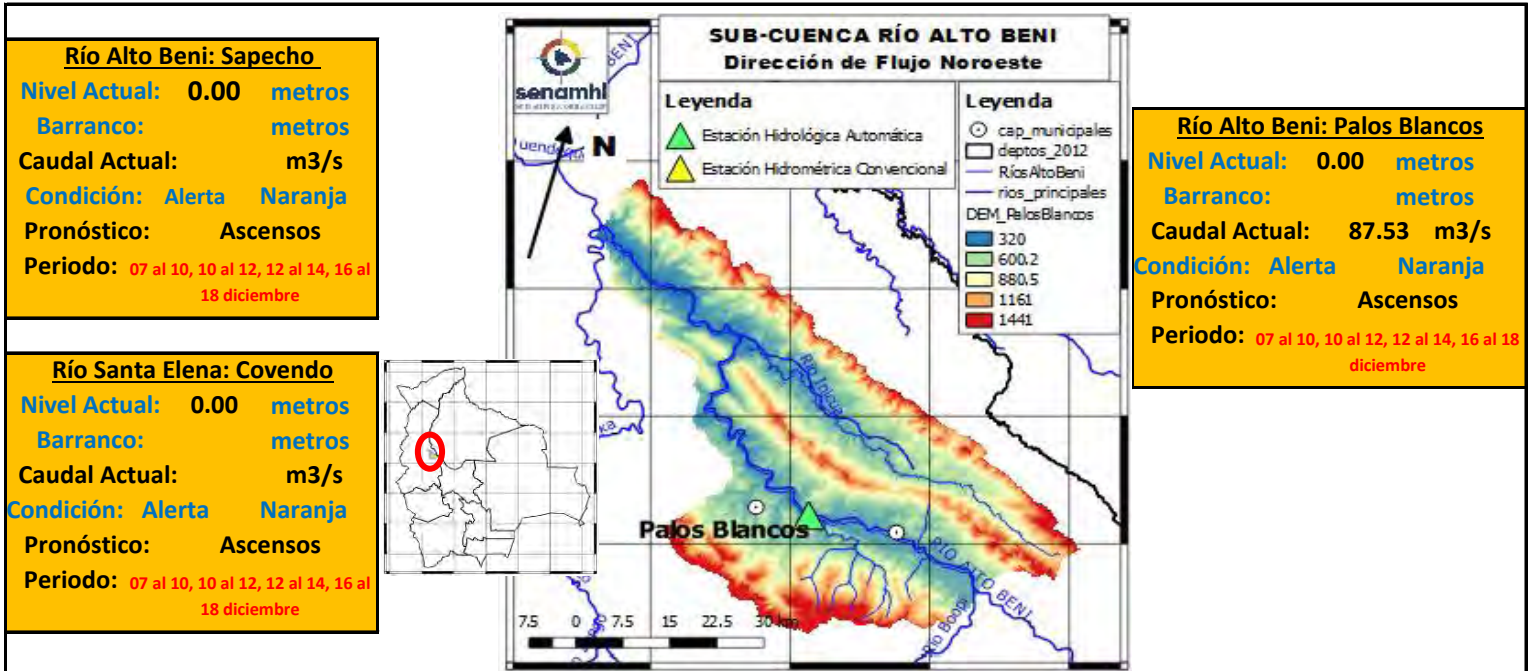 Río Alto Beni: Sapecho
Nivel Actual: 0.00 metros
Barranco: metros
Caudal Actual: m3/s
Condición: Alerta Naranja
Pronóstico: Ascensos
Periodo: 07 al 10, 10 al 12, 12 al 14, 16 al
18 diciembre
Río Santa Elena: Covendo
Nivel Actual: 0.00 metros
Barranco: metros
Caudal Actual: m3/s
Condición: Alerta Naranja
Pronóstico: Ascensos
Periodo: 07 al 10, 10 al 12, 12 al 14, 16 al
18 diciembre
senamhi
SUB-CUENCA RÍO ALTO BENI
Dirección de Flujo Noroeste
BENI
N
Leyenda
Estación Hidrológica Automática
Estación Hidrométrica Convencional
Leyenda
cap_municipales
deptos_2012
RíosAltoBeni
rios_principales
DEM_PalosBlancos
320
600.2
880.5
1161
1441
Río Inicua
Palos Blancos
RÍO ALTO BENI
Río Boopi
7.5 0 7.5 15 22.5 30 km
Río Alto Beni: Palos Blancos
Nivel Actual: 0.00 metros
Barranco: metros
Caudal Actual: 87.53 m3/s
Condición: Alerta Naranja
Pronóstico: Ascensos
Periodo: 07 al 10, 10 al 12, 12 al 14, 16 al 18
diciembre